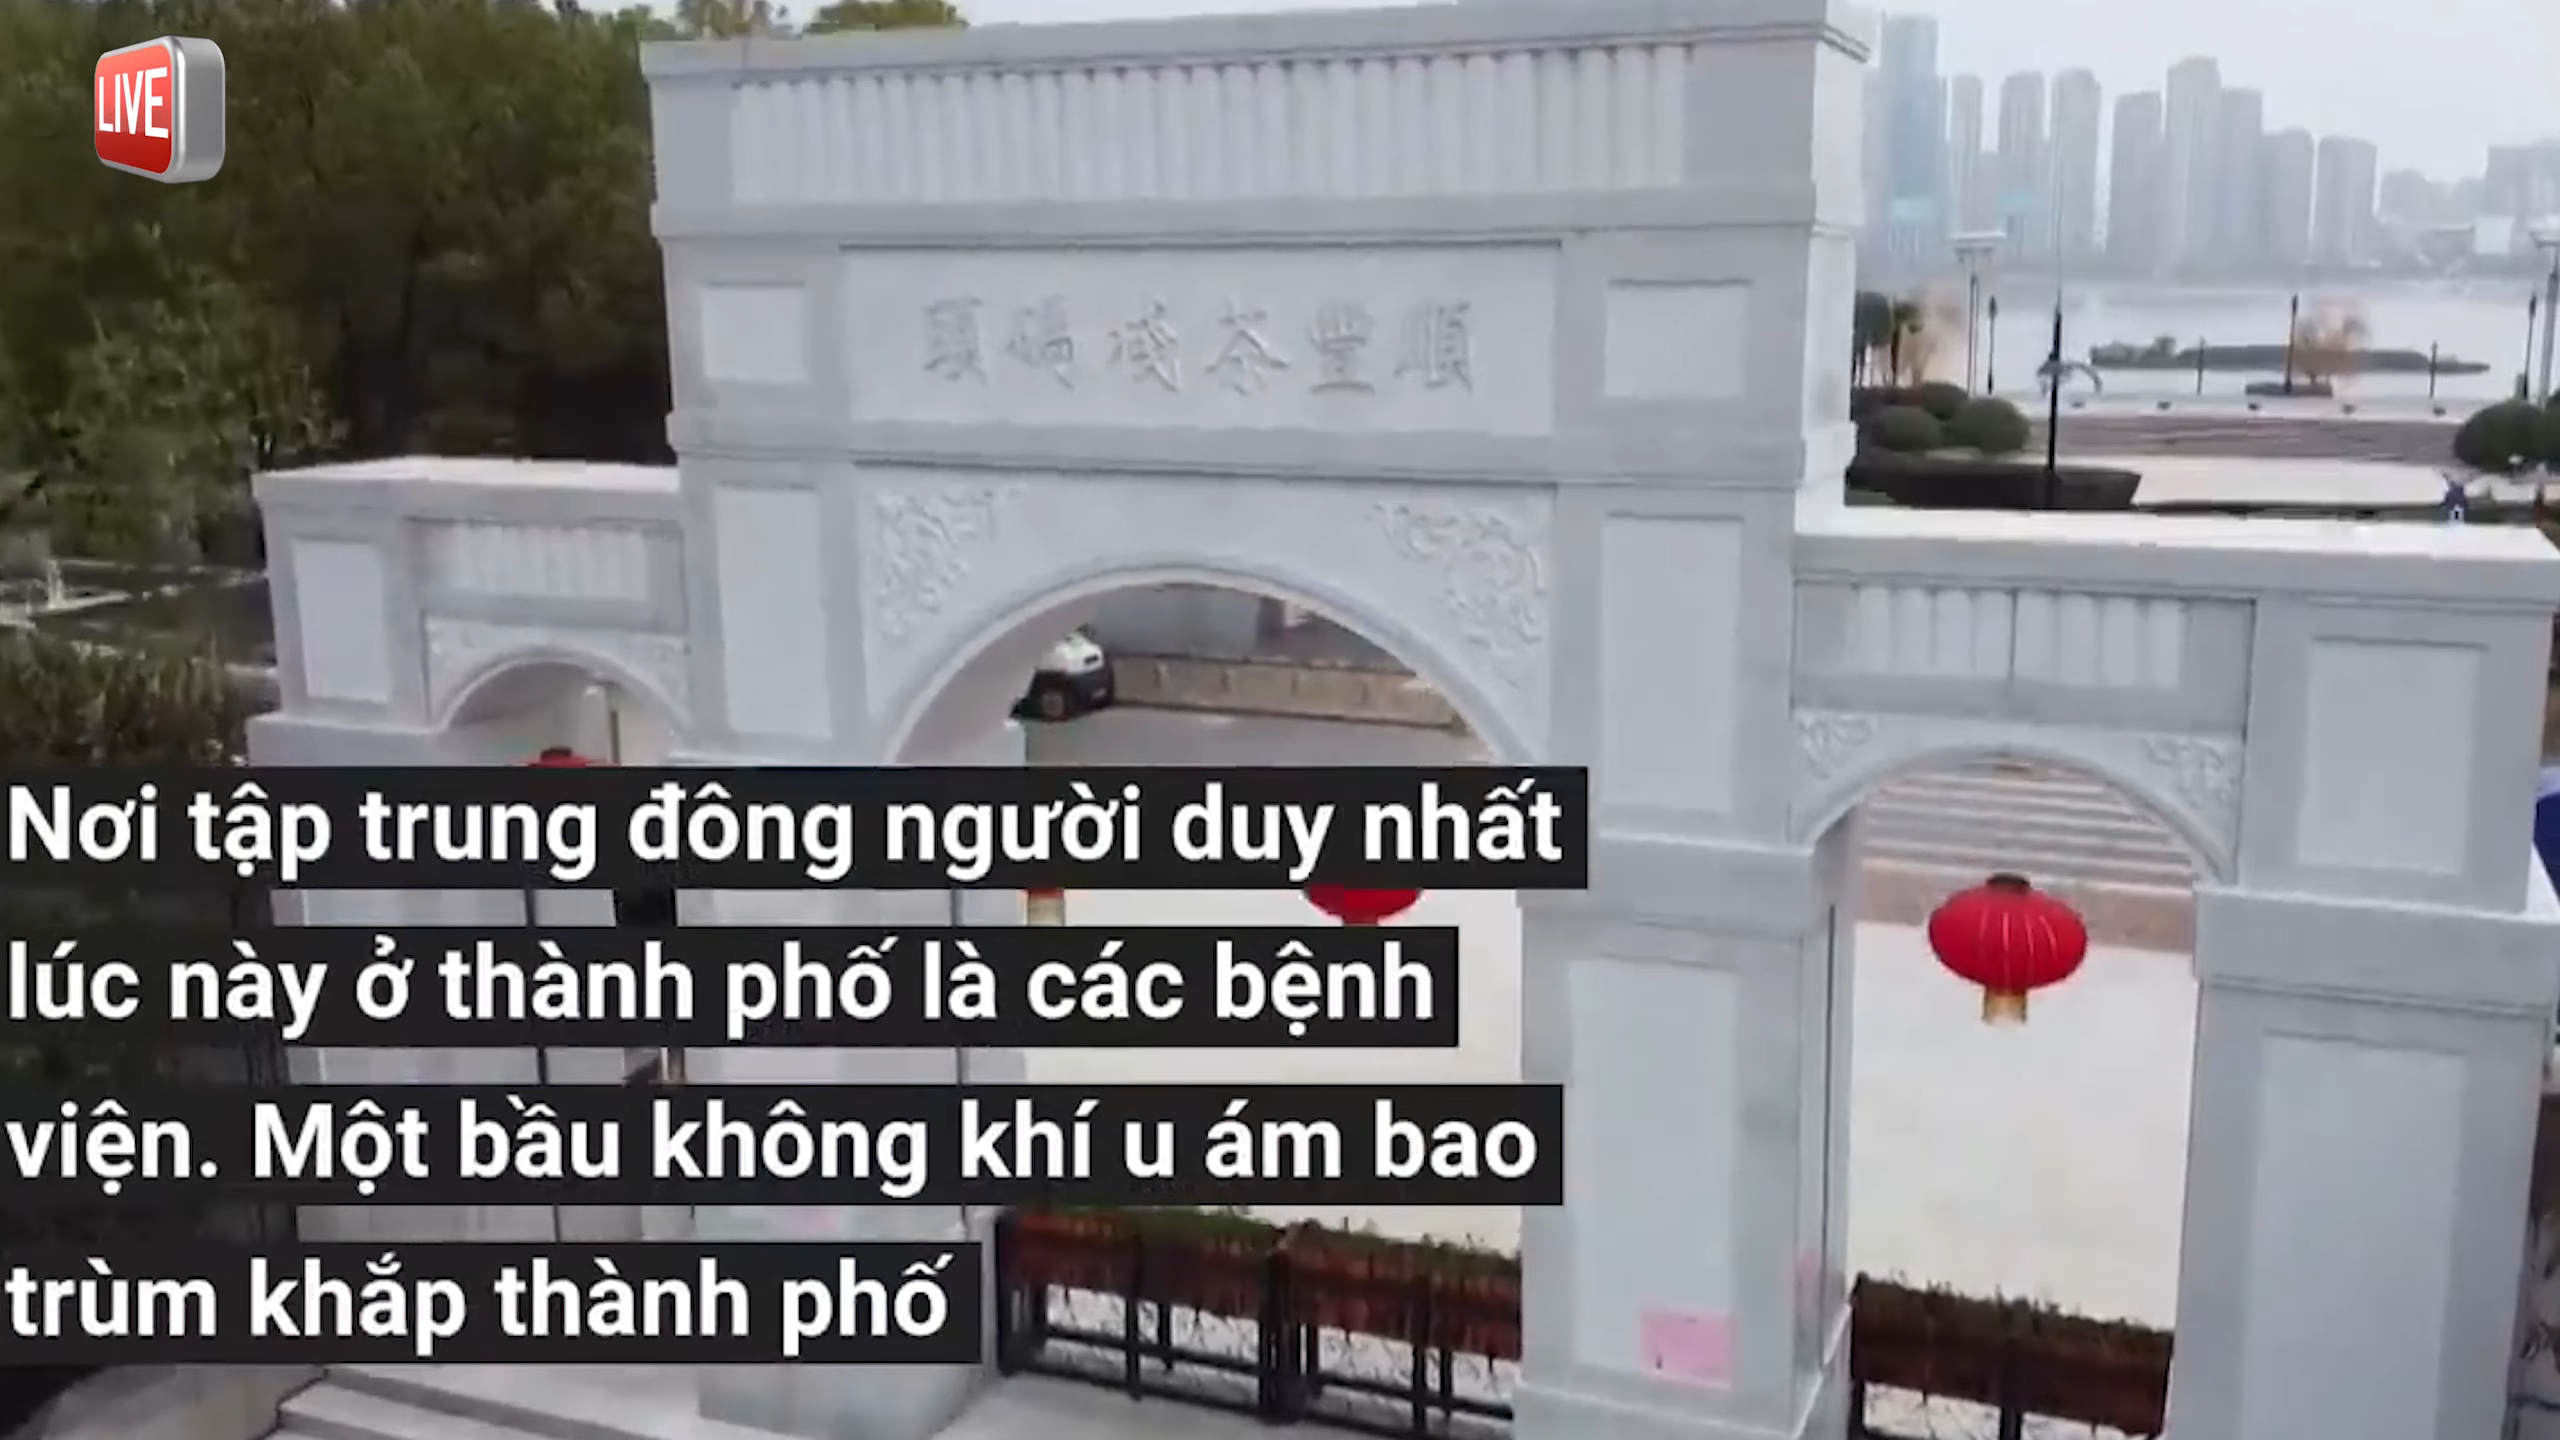 LIVE
順豐茶棧碼頭
Nơi tập trung đông người duy nhất
lúc này ở thành phố là các bệnh
viện. Một bầu không khí u ám bao
trùm khắp thành phố